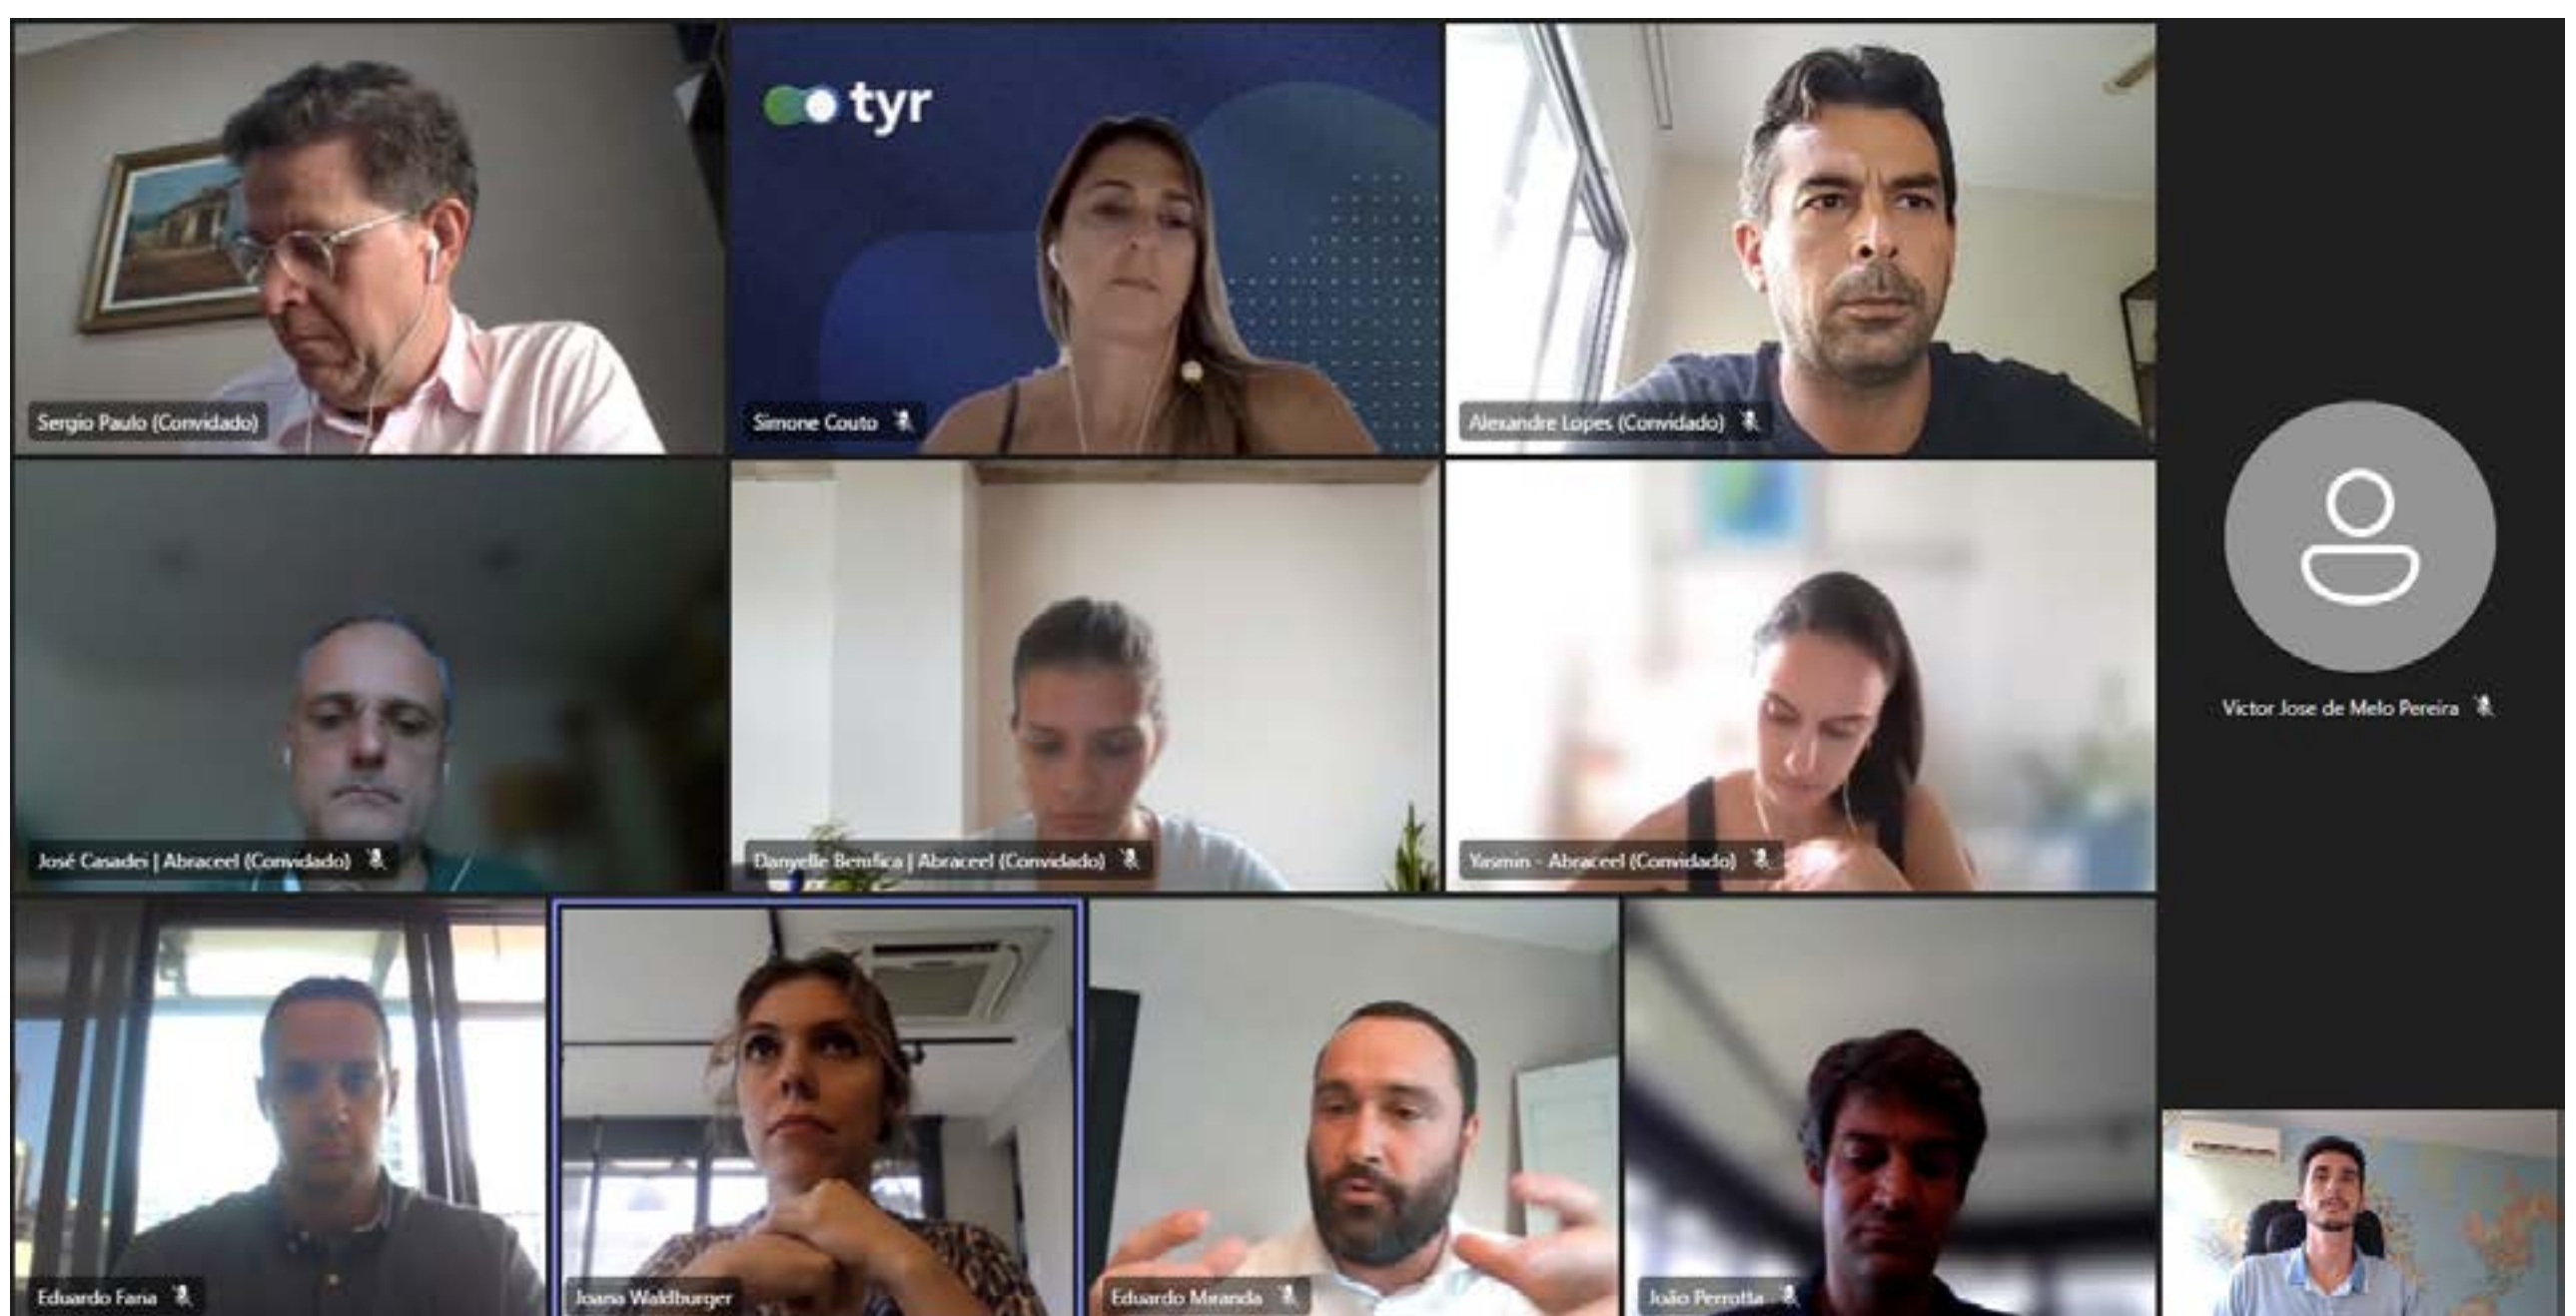 tyr
Sergio Paulo (Convidado)
Simone Couto
Alexandre Lopes (Convidado)
José Casadei | Abraceel (Convidado)
Danyelle Bemfica | Abraceel (Convidado)
Yasmin - Abraceel (Convidado)
Victor Jose de Melo Pereira
Eduardo Faria
Joana Waldburger
Eduardo Miranda
João Perrotta